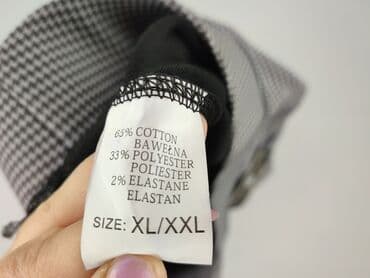 65% COTTON
BAWEŁNA
33% POLYESTER
POLIESTER
2% ELASTANE
ELASTAN
SIZE: XL/XXL